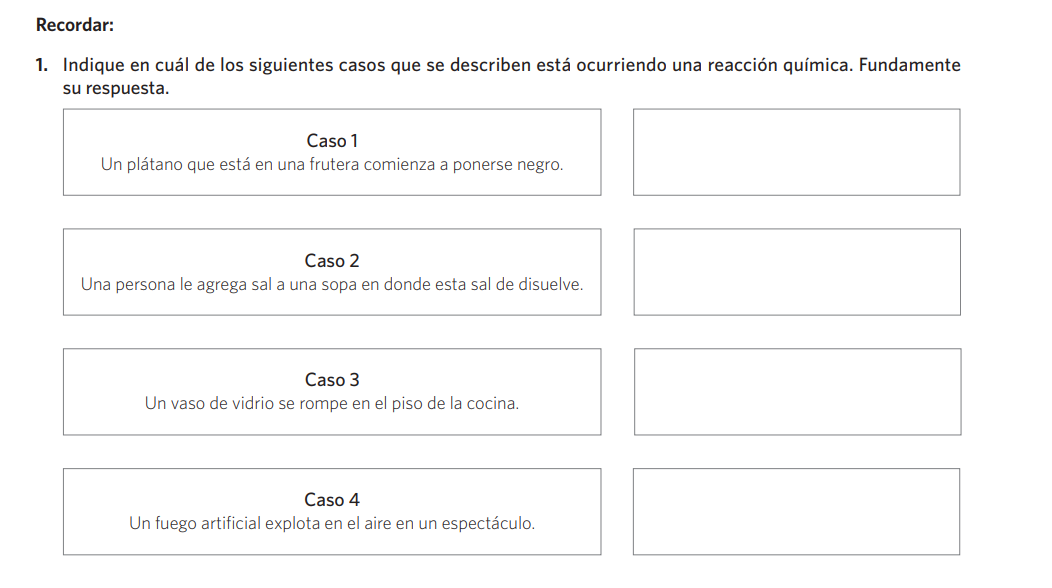 Recordar:
1. Indique en cuál de los siguientes casos que se describen está ocurriendo una reacción química. Fundamente
su respuesta.
Caso 1
Un plátano que está en una frutera comienza a ponerse negro.
Caso 2
Una persona le agrega sal a una sopa en donde esta sal de disuelve.
Caso 3
Un vaso de vidrio se rompe en el piso de la cocina.
Caso 4
Un fuego artificial explota en el aire en un espectáculo.